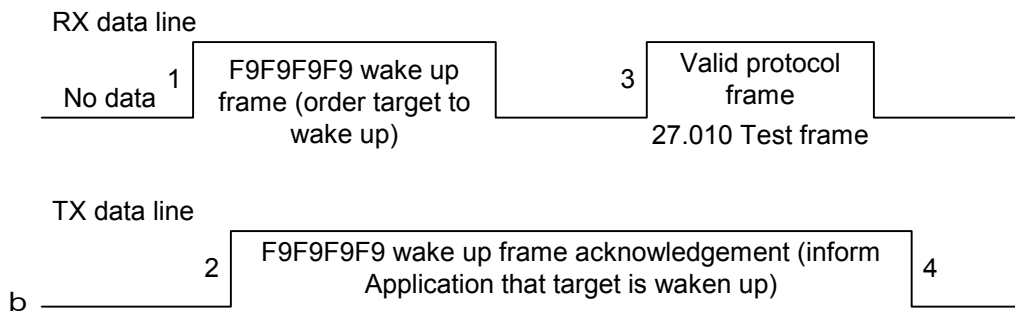 RX data line
1
F9F9F9F9 wake up
frame (order target to
wake up)
No data
3
Valid protocol
frame
27.010 Test frame
TX data line
2
F9F9F9F9 wake up frame acknowledgement (inform
Application that target is waken up)
4
b